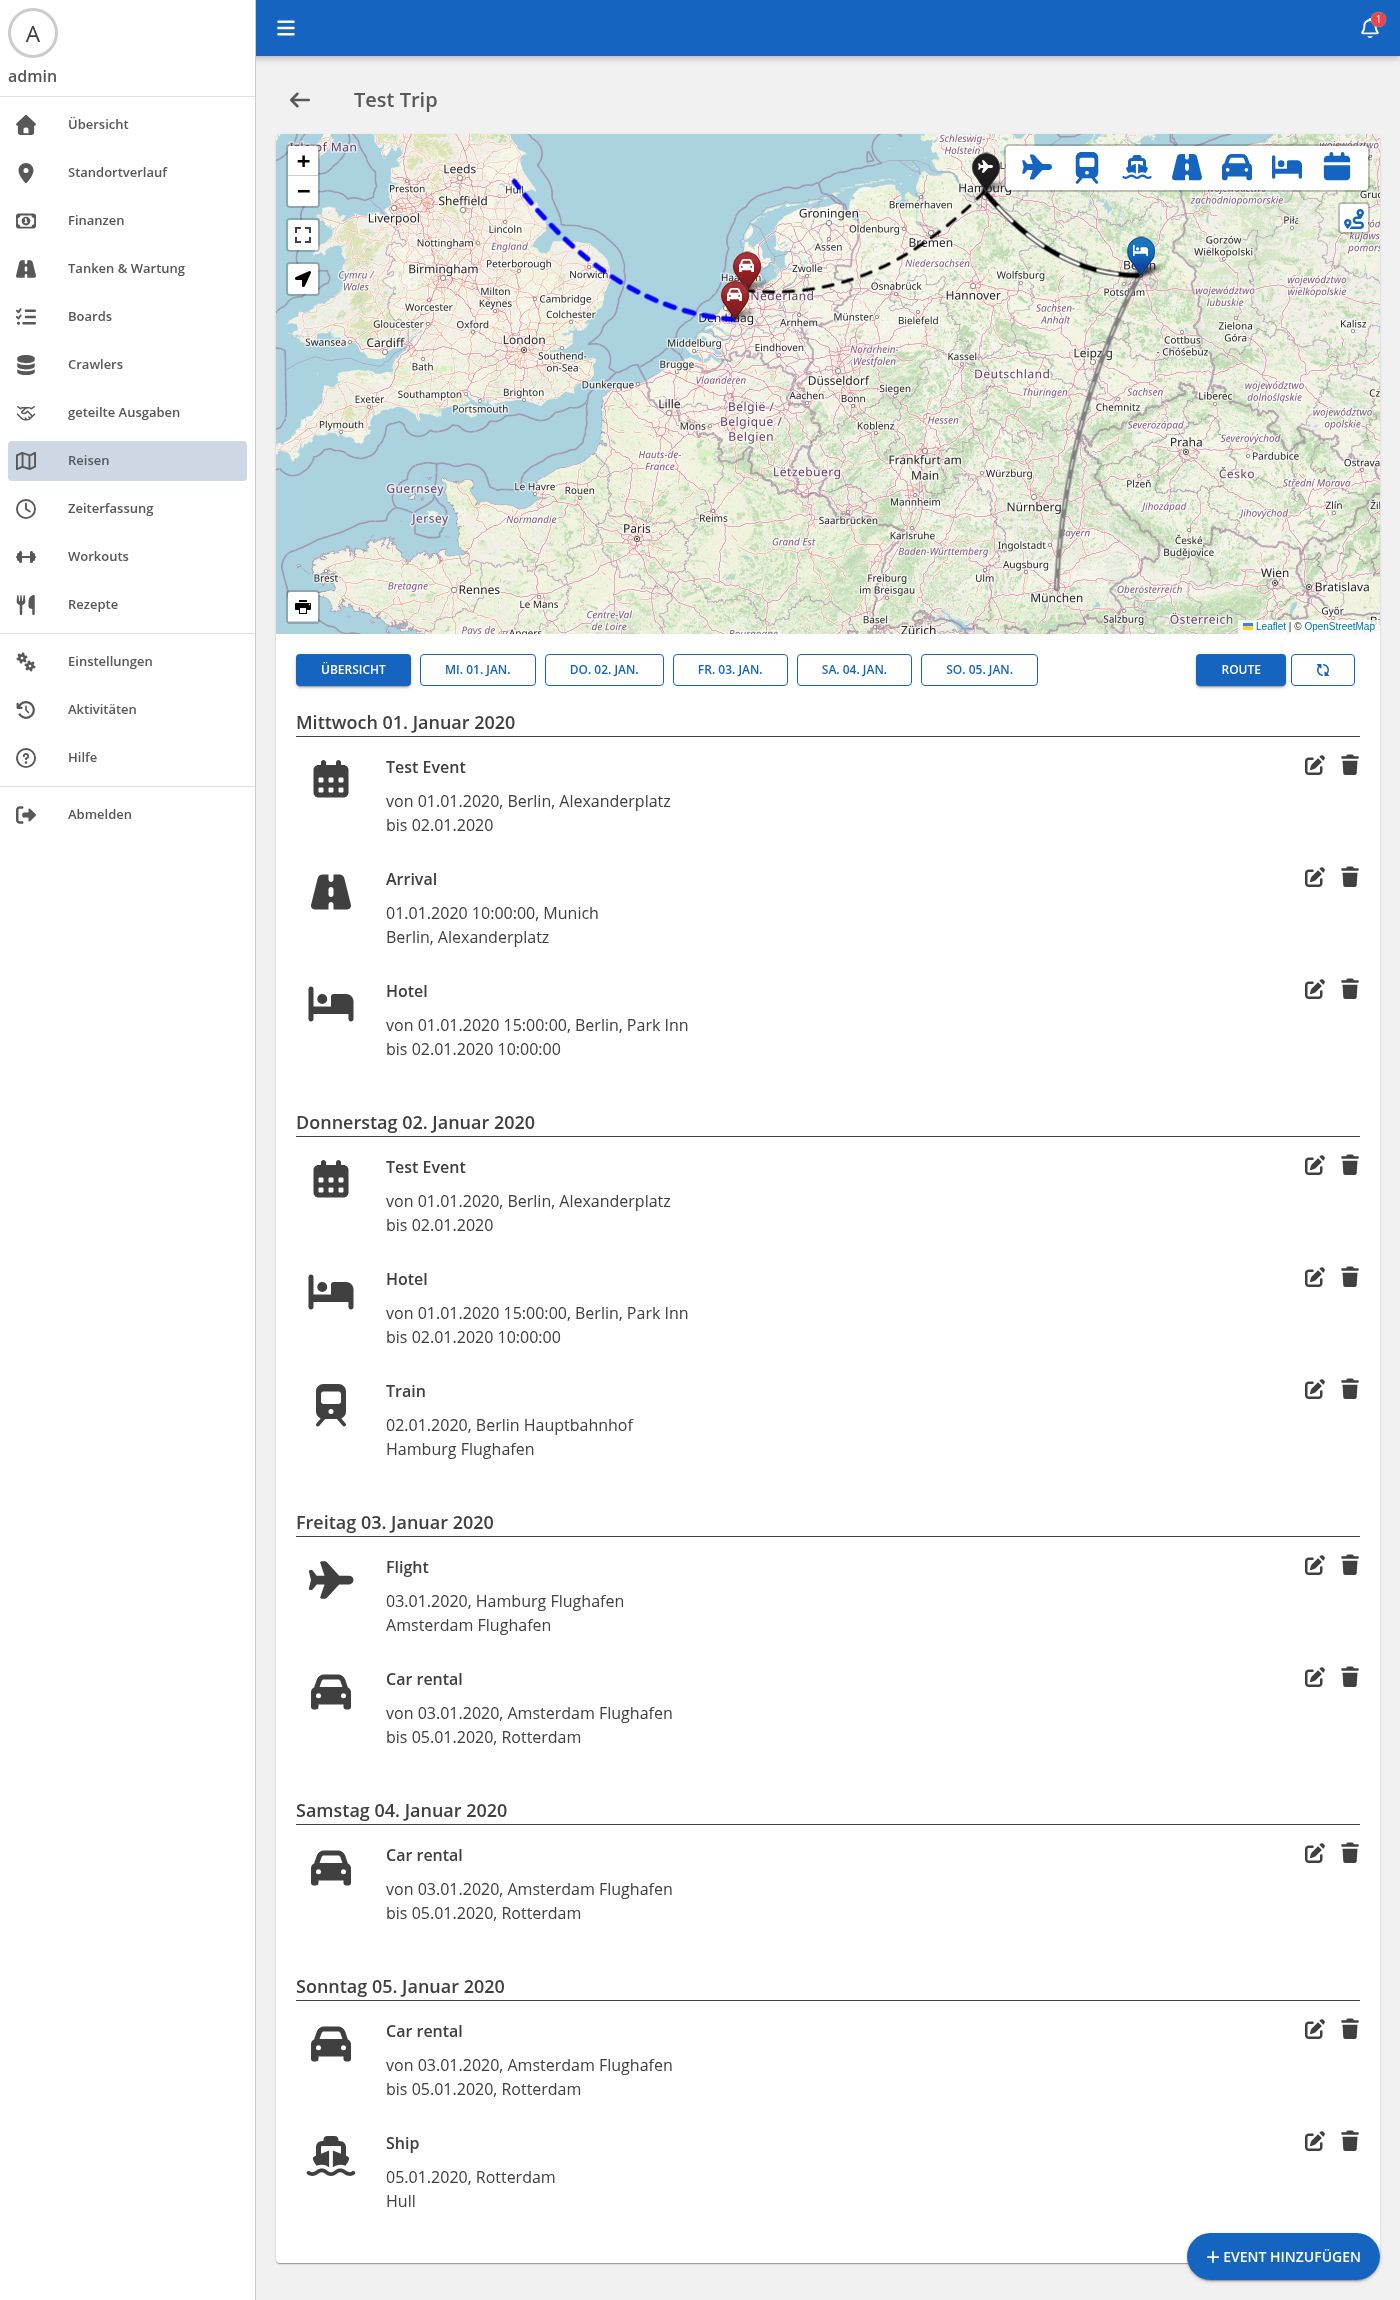 A
admin
Übersicht
Standortverlauf
Finanzen
Tanken & Wartung
Boards
Crawlers
geteilte Ausgaben
Reisen
Zeiterfassung
Workouts
Rezepte
Einstellungen
Aktivitäten
Hilfe
Abmelden
1
Test Trip
+
−
Leeds
Hull
Preston
Sheffield
Liverpool
Lincoln
Nottingham
England
Birmingham
Peterborough
Norwich
Cymru / Wales
Worcester
Milton Keynes
Cambridge
Colchester
Gloucester
Oxford
Swansea
Cardiff
London
Bath
Southend-on-Sea
Exeter
Southampton
Brighton
Portsmouth
Plymouth
Dunkerque
Guernsey
Jersey
Le Havre
Rouen
Normandie
Brest
Bretagne
Rennes
Le Mans
Centre-Val de Loire
Paris
Hauts-de-France
Reims
Grand Est
Lille
Mons
Brugge
Middelburg
Vlaanderen
België / Belgique / Belgien
Lëtzebuerg
Groningen
Assen
Zwolle
Nederland
Arnhem
Eindhoven
Bremerhaven
Oldenburg
Bremen
Niedersachsen
Osnabrück
Hannover
Wolfsburg
Münster
Bielefeld
Nordrhein-Westfalen
Düsseldorf
Aachen
Bonn
Siegen
Koblenz
Kassel
Hessen
Frankfurt am Main
Mannheim
Saarbrücken
Karlsruhe
Baden-Württemberg
Freiburg im Breisgau
Basel
Zürich
Ulm
Augsburg
Ingolstadt
Nürnberg
Würzburg
Bayern
München
Salzburg
Österreich
Oberösterreich
Wien
Bratislava
Győr
Potsdam
Sachsen-Anhalt
Leipzig
Deutschland
Thüringen
Sachsen
Chemnitz
Cottbus - Chóśebuz
Zielona Góra
Gorzów Wielkopolski
Piła
Kalisz
Liberec
Severozápad
Praha
Severovýchod
Pardubice
Česko
Plzeň
Jihozápad
České Budějovice
Jihovýchod
Zlín
Ostrava
Střední Morava
Leaflet | © OpenStreetMap
ÜBERSICHT
MI. 01. JAN.
DO. 02. JAN.
FR. 03. JAN.
SA. 04. JAN.
SO. 05. JAN.
ROUTE
Mittwoch 01. Januar 2020
Test Event
von 01.01.2020, Berlin, Alexanderplatz
bis 02.01.2020
Arrival
01.01.2020 10:00:00, Munich
Berlin, Alexanderplatz
Hotel
von 01.01.2020 15:00:00, Berlin, Park Inn
bis 02.01.2020 10:00:00
Donnerstag 02. Januar 2020
Test Event
von 01.01.2020, Berlin, Alexanderplatz
bis 02.01.2020
Hotel
von 01.01.2020 15:00:00, Berlin, Park Inn
bis 02.01.2020 10:00:00
Train
02.01.2020, Berlin Hauptbahnhof
Hamburg Flughafen
Freitag 03. Januar 2020
Flight
03.01.2020, Hamburg Flughafen
Amsterdam Flughafen
Car rental
von 03.01.2020, Amsterdam Flughafen
bis 05.01.2020, Rotterdam
Samstag 04. Januar 2020
Car rental
von 03.01.2020, Amsterdam Flughafen
bis 05.01.2020, Rotterdam
Sonntag 05. Januar 2020
Car rental
von 03.01.2020, Amsterdam Flughafen
bis 05.01.2020, Rotterdam
Ship
05.01.2020, Rotterdam
Hull
EVENT HINZUFÜGEN